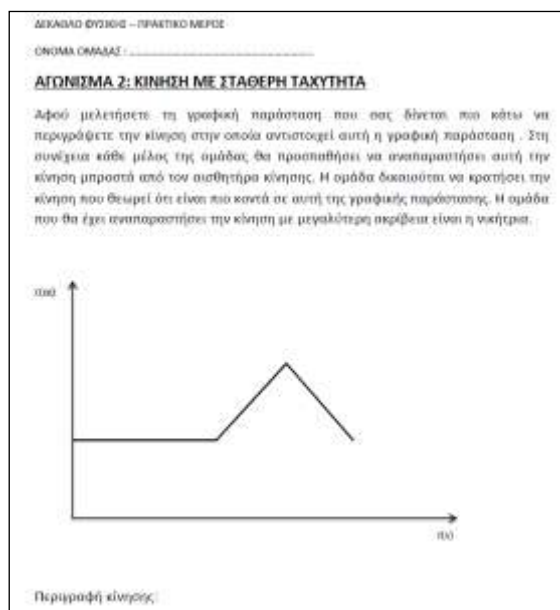 ΔΕΚΑΘΛΟ ΦΥΣΙΚΗΣ – ΠΡΑΚΤΙΚΟ ΜΕΡΟΣ
ΟΝΟΜΑ ΟΜΑΔΑΣ :
ΑΓΩΝΙΣΜΑ 2: ΚΙΝΗΣΗ ΜΕ ΣΤΑΘΕΡΗ ΤΑΧΥΤΗΤΑ
Αφού μελετήσετε τη γραφική παράσταση που σας δίνεται πιο κάτω να
περιγράψετε την κίνηση στην οποία αντιστοιχεί αυτή η γραφική παράσταση . Στη
συνέχεια κάθε μέλος της ομάδας θα προσπαθήσει να αναπαραστήσει αυτή την
κίνηση μπροστά από τον αισθητήρα κίνησης. Η ομάδα δικαιούται να κρατήσει την
κίνηση που θεωρεί ότι είναι πιο κοντά σε αυτή της γραφικής παράστασης. Η ομάδα
που θα έχει αναπαραστήσει την κίνηση με μεγαλύτερη ακρίβεια είναι η νικήτρια.
t(s)
Περιγραφή κίνησης: